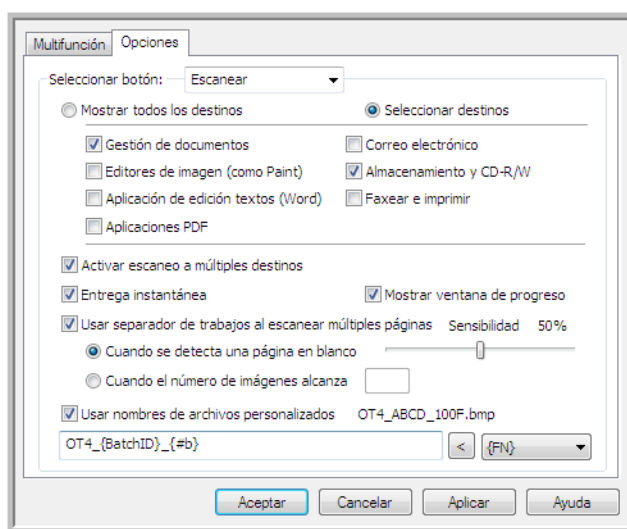 Multifunción Opciones
Seleccionar botón: Escanear
Mostrar todos los destinos Seleccionar destinos
Gestión de documentos Correo electrónico
Editores de imagen (como Paint) Almacenamiento y CD-R/W
Aplicación de edición textos (Word) Faxear e imprimir
Aplicaciones PDF
Activar escaneo a múltiples destinos
Entrega instantánea Mostrar ventana de progreso
Usar separador de trabajos al escanear múltiples páginas Sensibilidad 50%
Cuando se detecta una página en blanco
Cuando el número de imágenes alcanza
Usar nombres de archivos personalizados OT4_ABCD_100F.bmp
OT4_{BatchID}_{#b} < {FN}
Aceptar Cancelar Aplicar Ayuda